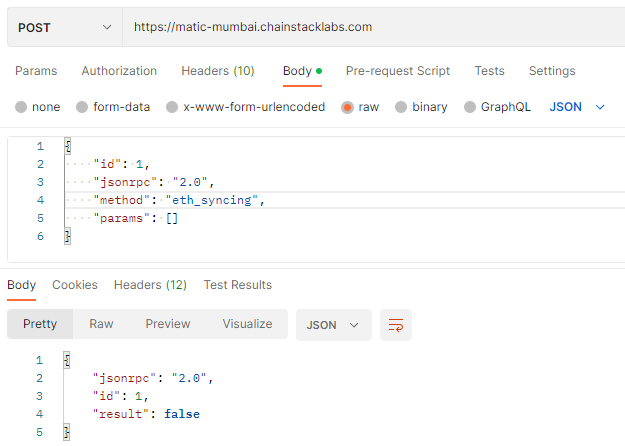 POST https://matic-mumbai.chainstacklabs.com
Params Authorization Headers (10) Body Pre-request Script Tests Settings
none form-data x-www-form-urlencoded raw binary GraphQL JSON
1 {
2 "id": 1,
3 "jsonrpc": "2.0",
4 "method": "eth_syncing",
5 "params": []
6 }
Body Cookies Headers (12) Test Results
Pretty Raw Preview Visualize JSON
1 {
2 "jsonrpc": "2.0",
3 "id": 1,
4 "result": false
5 }